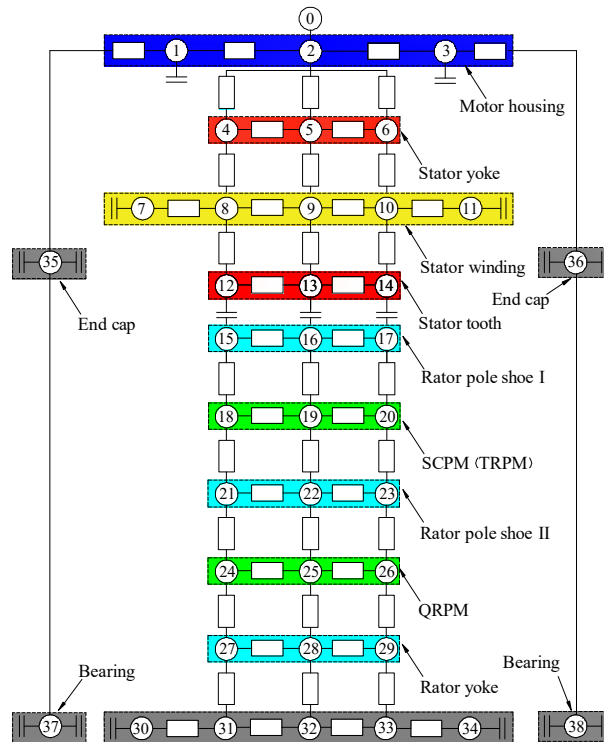 0
1 2 3
Motor housing
4 5 6
Stator yoke
7 8 9 10 11
Stator winding
35 36
End cap End cap
12 13 14
Stator tooth
15 16 17
Rator pole shoe I
18 19 20
SCPM (TRPM)
21 22 23
Rator pole shoe II
24 25 26
QRPM
27 28 29
Rator yoke
Bearing Bearing
37 30 31 32 33 34 38